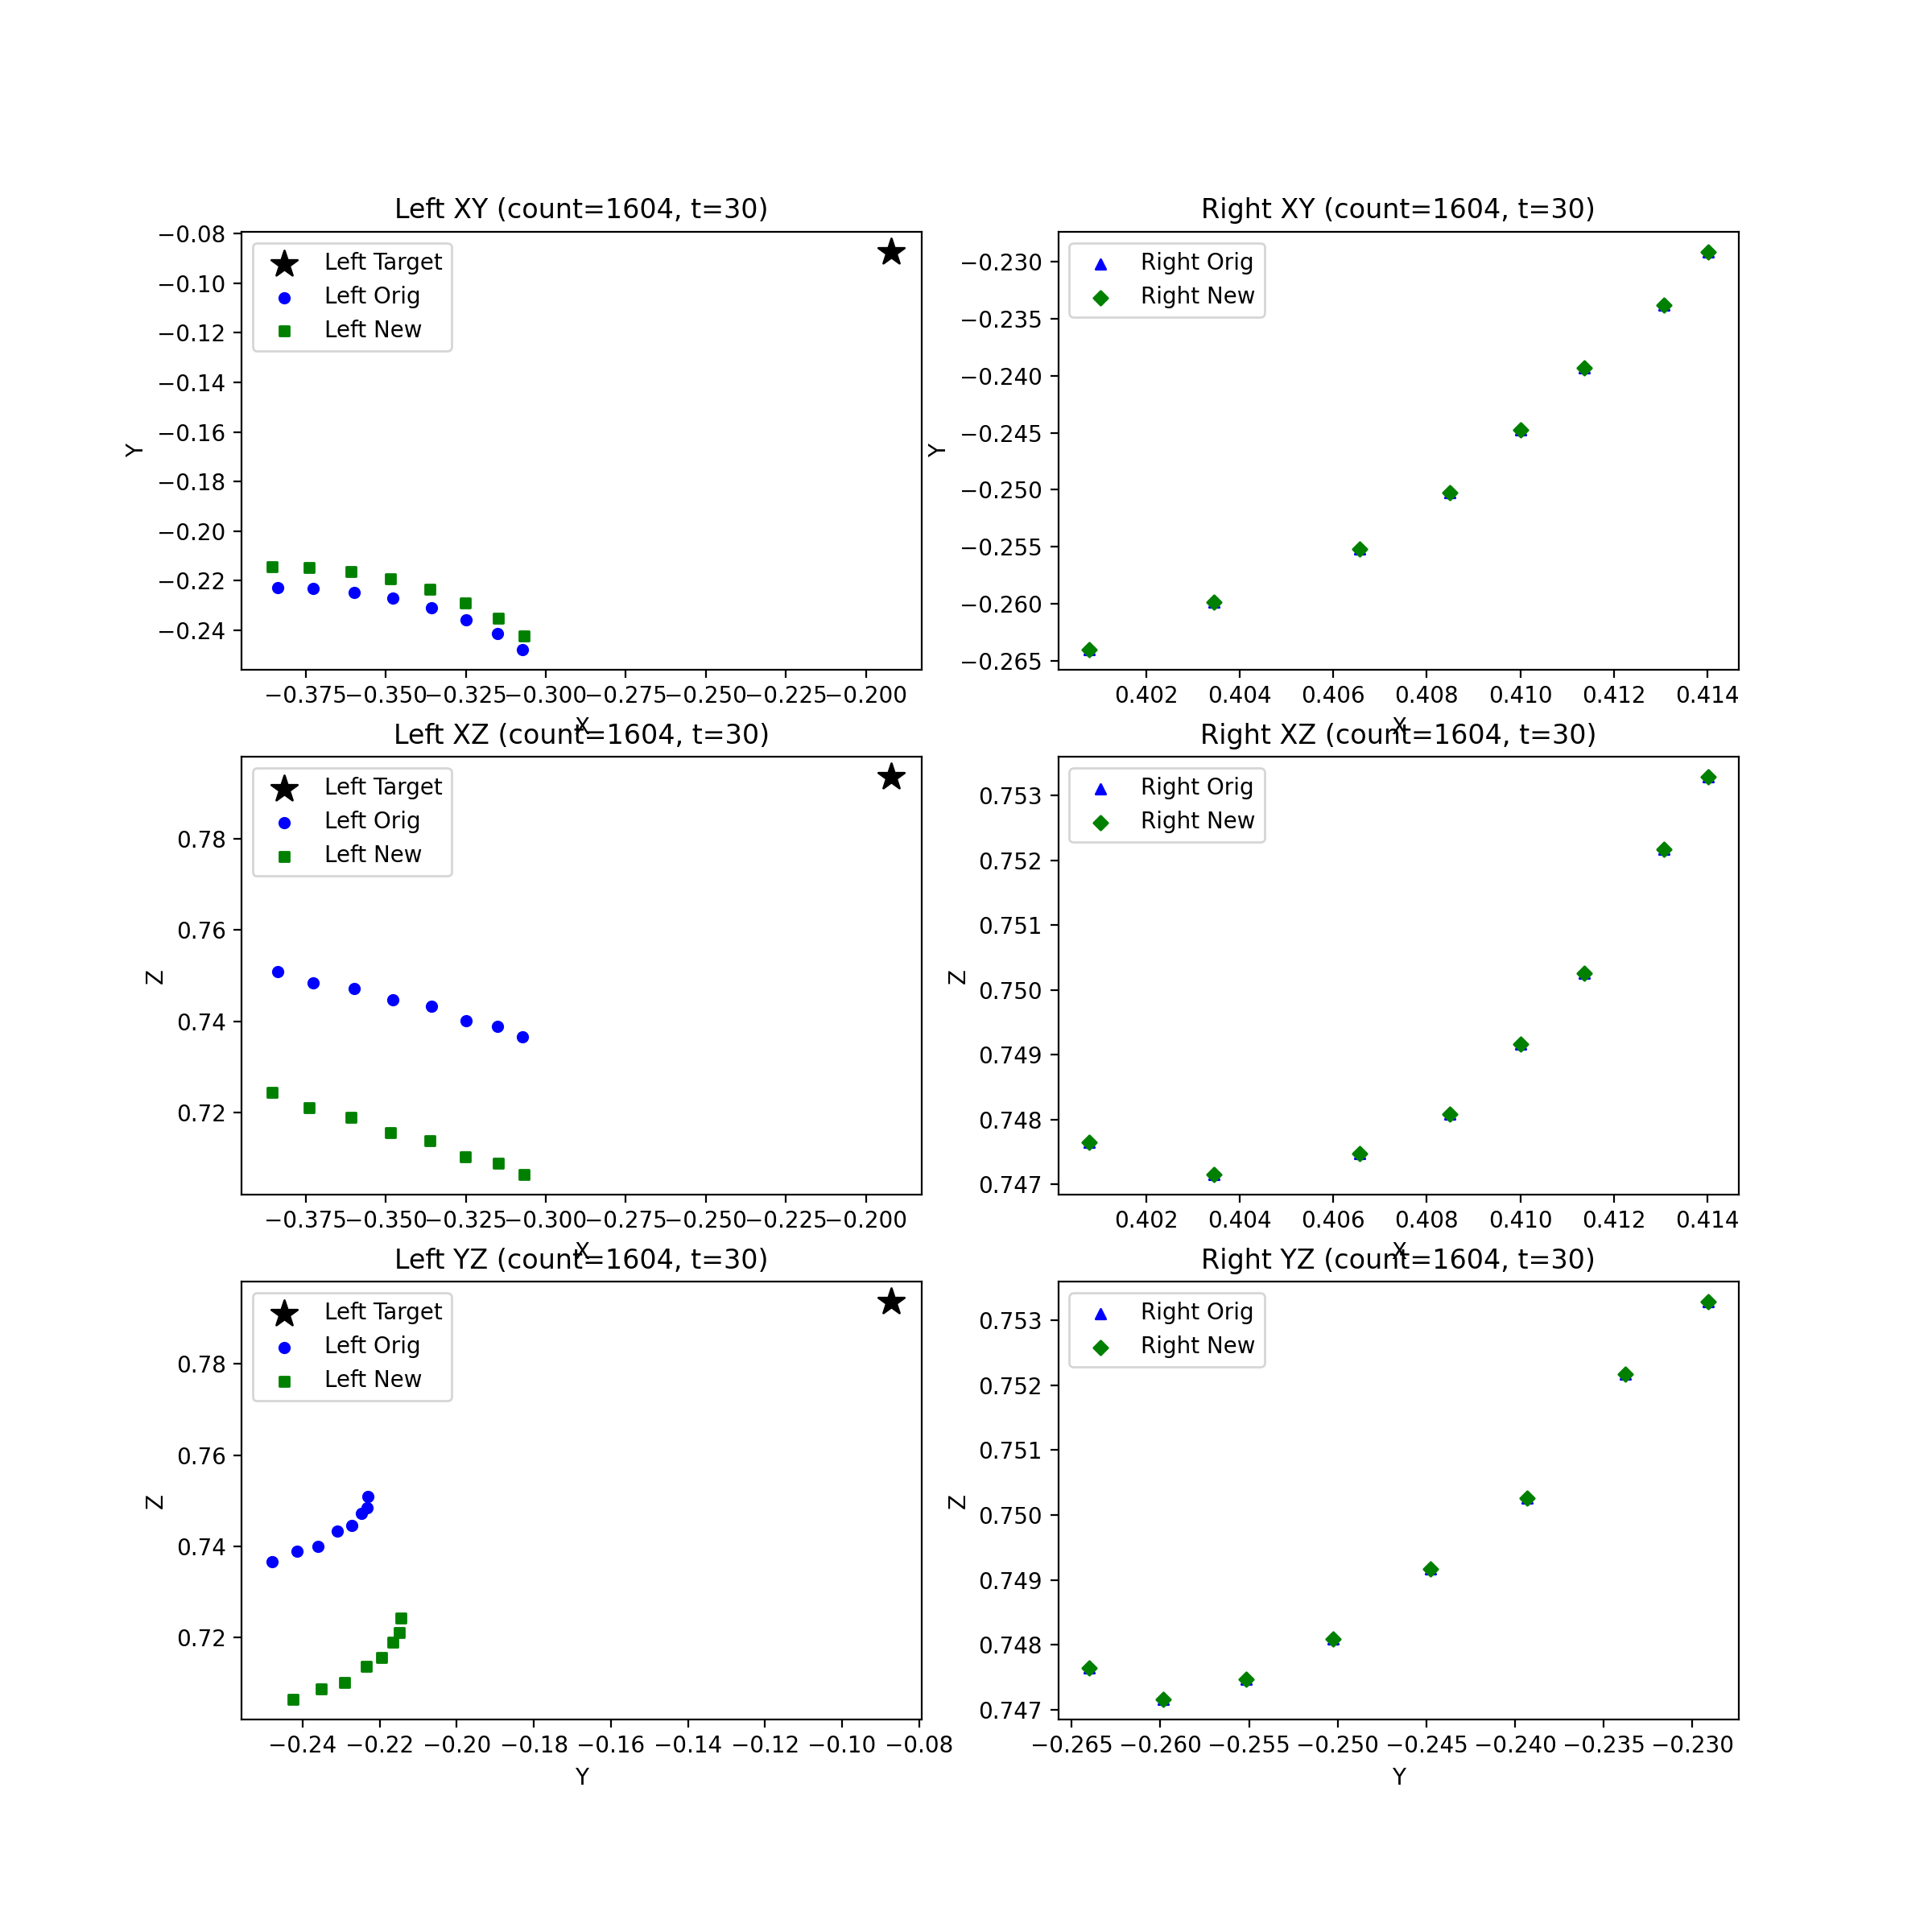 Left XY (count=1604, t=30)
−0.08
−0.10
−0.12
−0.14
−0.16
−0.18
−0.20
−0.22
−0.24
Y
Left Target
Left Orig
Left New
−0.375 −0.350 −0.325 −0.300 −0.275 −0.250 −0.225 −0.200
X
Right XY (count=1604, t=30)
−0.230
−0.235
−0.240
−0.245
−0.250
−0.255
−0.260
−0.265
Y
Right Orig
Right New
0.402 0.404 0.406 0.408 0.410 0.412 0.414
X
Left XZ (count=1604, t=30)
0.78
0.76
0.74
0.72
Z
Left Target
Left Orig
Left New
−0.375 −0.350 −0.325 −0.300 −0.275 −0.250 −0.225 −0.200
X
Right XZ (count=1604, t=30)
0.753
0.752
0.751
0.750
0.749
0.748
0.747
Z
Right Orig
Right New
0.402 0.404 0.406 0.408 0.410 0.412 0.414
X
Left YZ (count=1604, t=30)
0.78
0.76
0.74
0.72
Z
Left Target
Left Orig
Left New
−0.24 −0.22 −0.20 −0.18 −0.16 −0.14 −0.12 −0.10 −0.08
Y
Right YZ (count=1604, t=30)
0.753
0.752
0.751
0.750
0.749
0.748
0.747
Z
Right Orig
Right New
−0.265 −0.260 −0.255 −0.250 −0.245 −0.240 −0.235 −0.230
Y